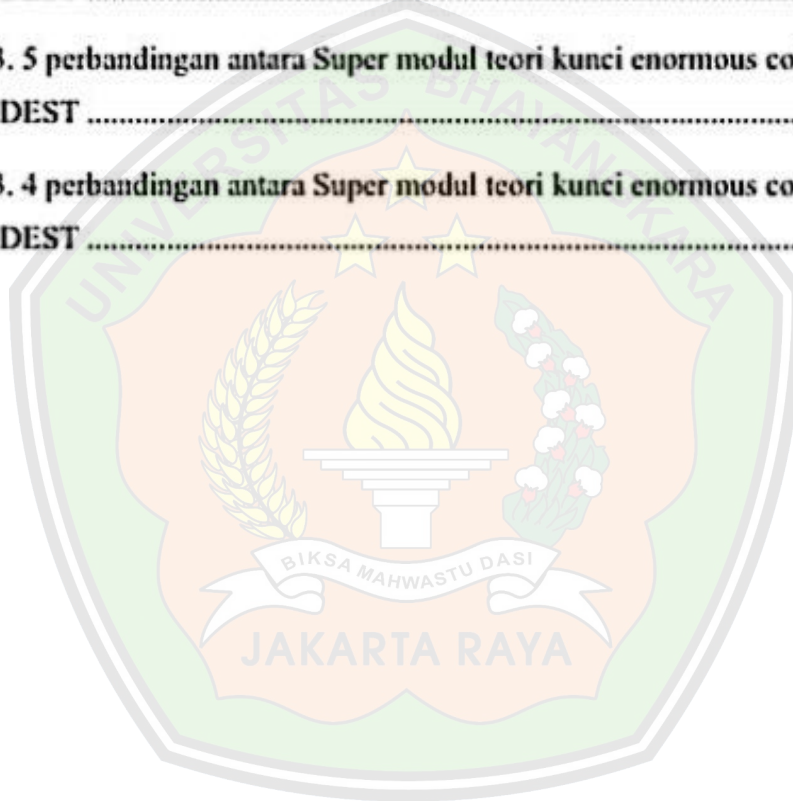 3. 5 perbandingan antara Super modul teori kunci enormous co
DEST ........................................................................................
3. 4 perbandingan antara Super modul teori kunci enormous co
DEST ........................................................................................
UNIVERSITAS BHAYANGKARA
BIKSA MAHWASTU DASI
JAKARTA RAYA